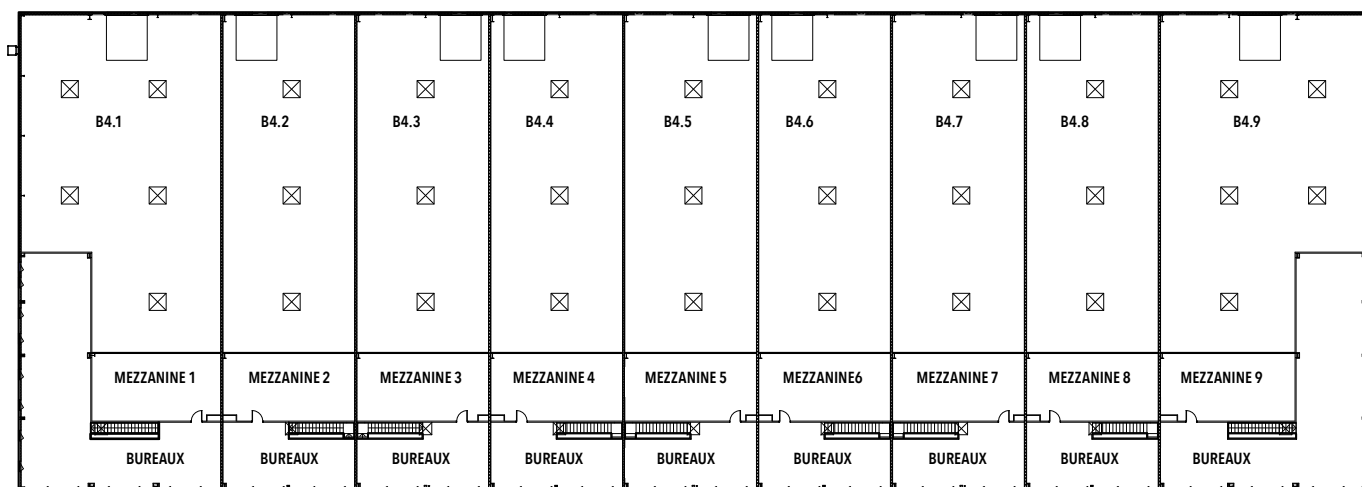 B4.1 B4.2 B4.3 B4.4 B4.5 B4.6 B4.7 B4.8 B4.9
MEZZANINE 1 MEZZANINE 2 MEZZANINE 3 MEZZANINE 4 MEZZANINE 5 MEZZANINE6 MEZZANINE 7 MEZZANINE 8 MEZZANINE 9
BUREAUX BUREAUX BUREAUX BUREAUX BUREAUX BUREAUX BUREAUX BUREAUX BUREAUX